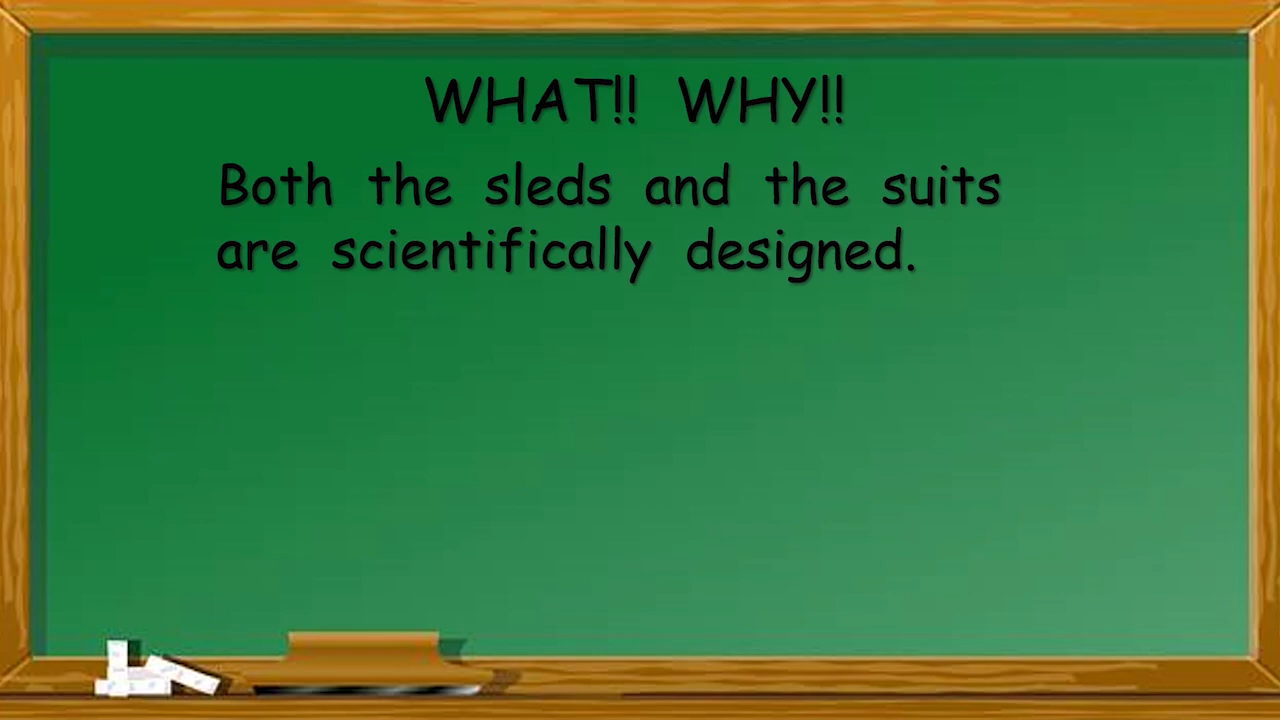 WHAT!! WHY!!
Both the sleds and the suits
are scientifically designed.